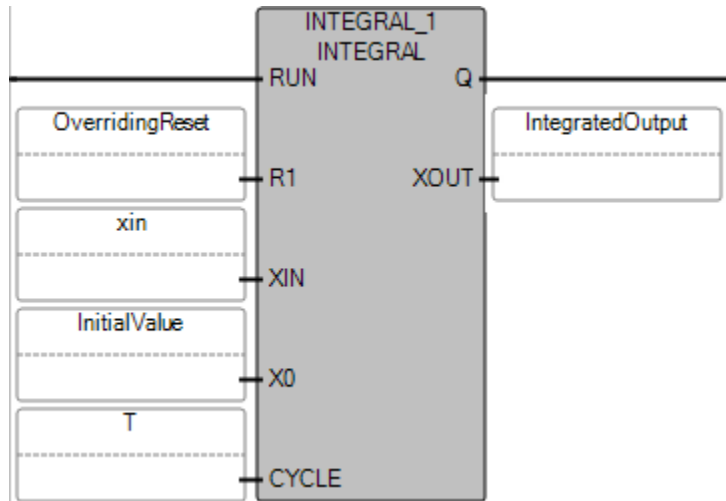 INTEGRAL_1
INTEGRAL
RUN Q
OverridingReset IntegratedOutput
R1 XOUT
xin
XIN
InitialValue
X0
T
CYCLE